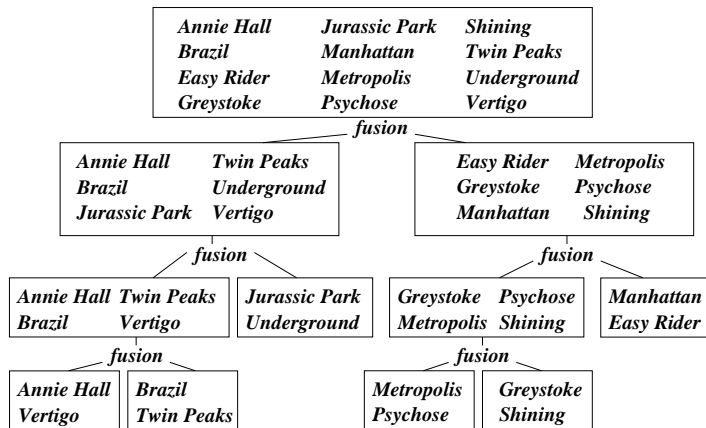 Annie Hall Jurassic Park Shining
Brazil Manhattan Twin Peaks
Easy Rider Metropolis Underground
Greystoke Psychose Vertigo
fusion
Annie Hall Twin Peaks
Brazil Underground
Jurassic Park Vertigo
Easy Rider Metropolis
Greystoke Psychose
Manhattan Shining
fusion
fusion
Annie Hall Twin Peaks
Brazil Vertigo
Jurassic Park
Underground
Greystoke Psychose
Metropolis Shining
Manhattan
Easy Rider
fusion
fusion
Annie Hall
Vertigo
Brazil
Twin Peaks
Metropolis
Psychose
Greystoke
Shining